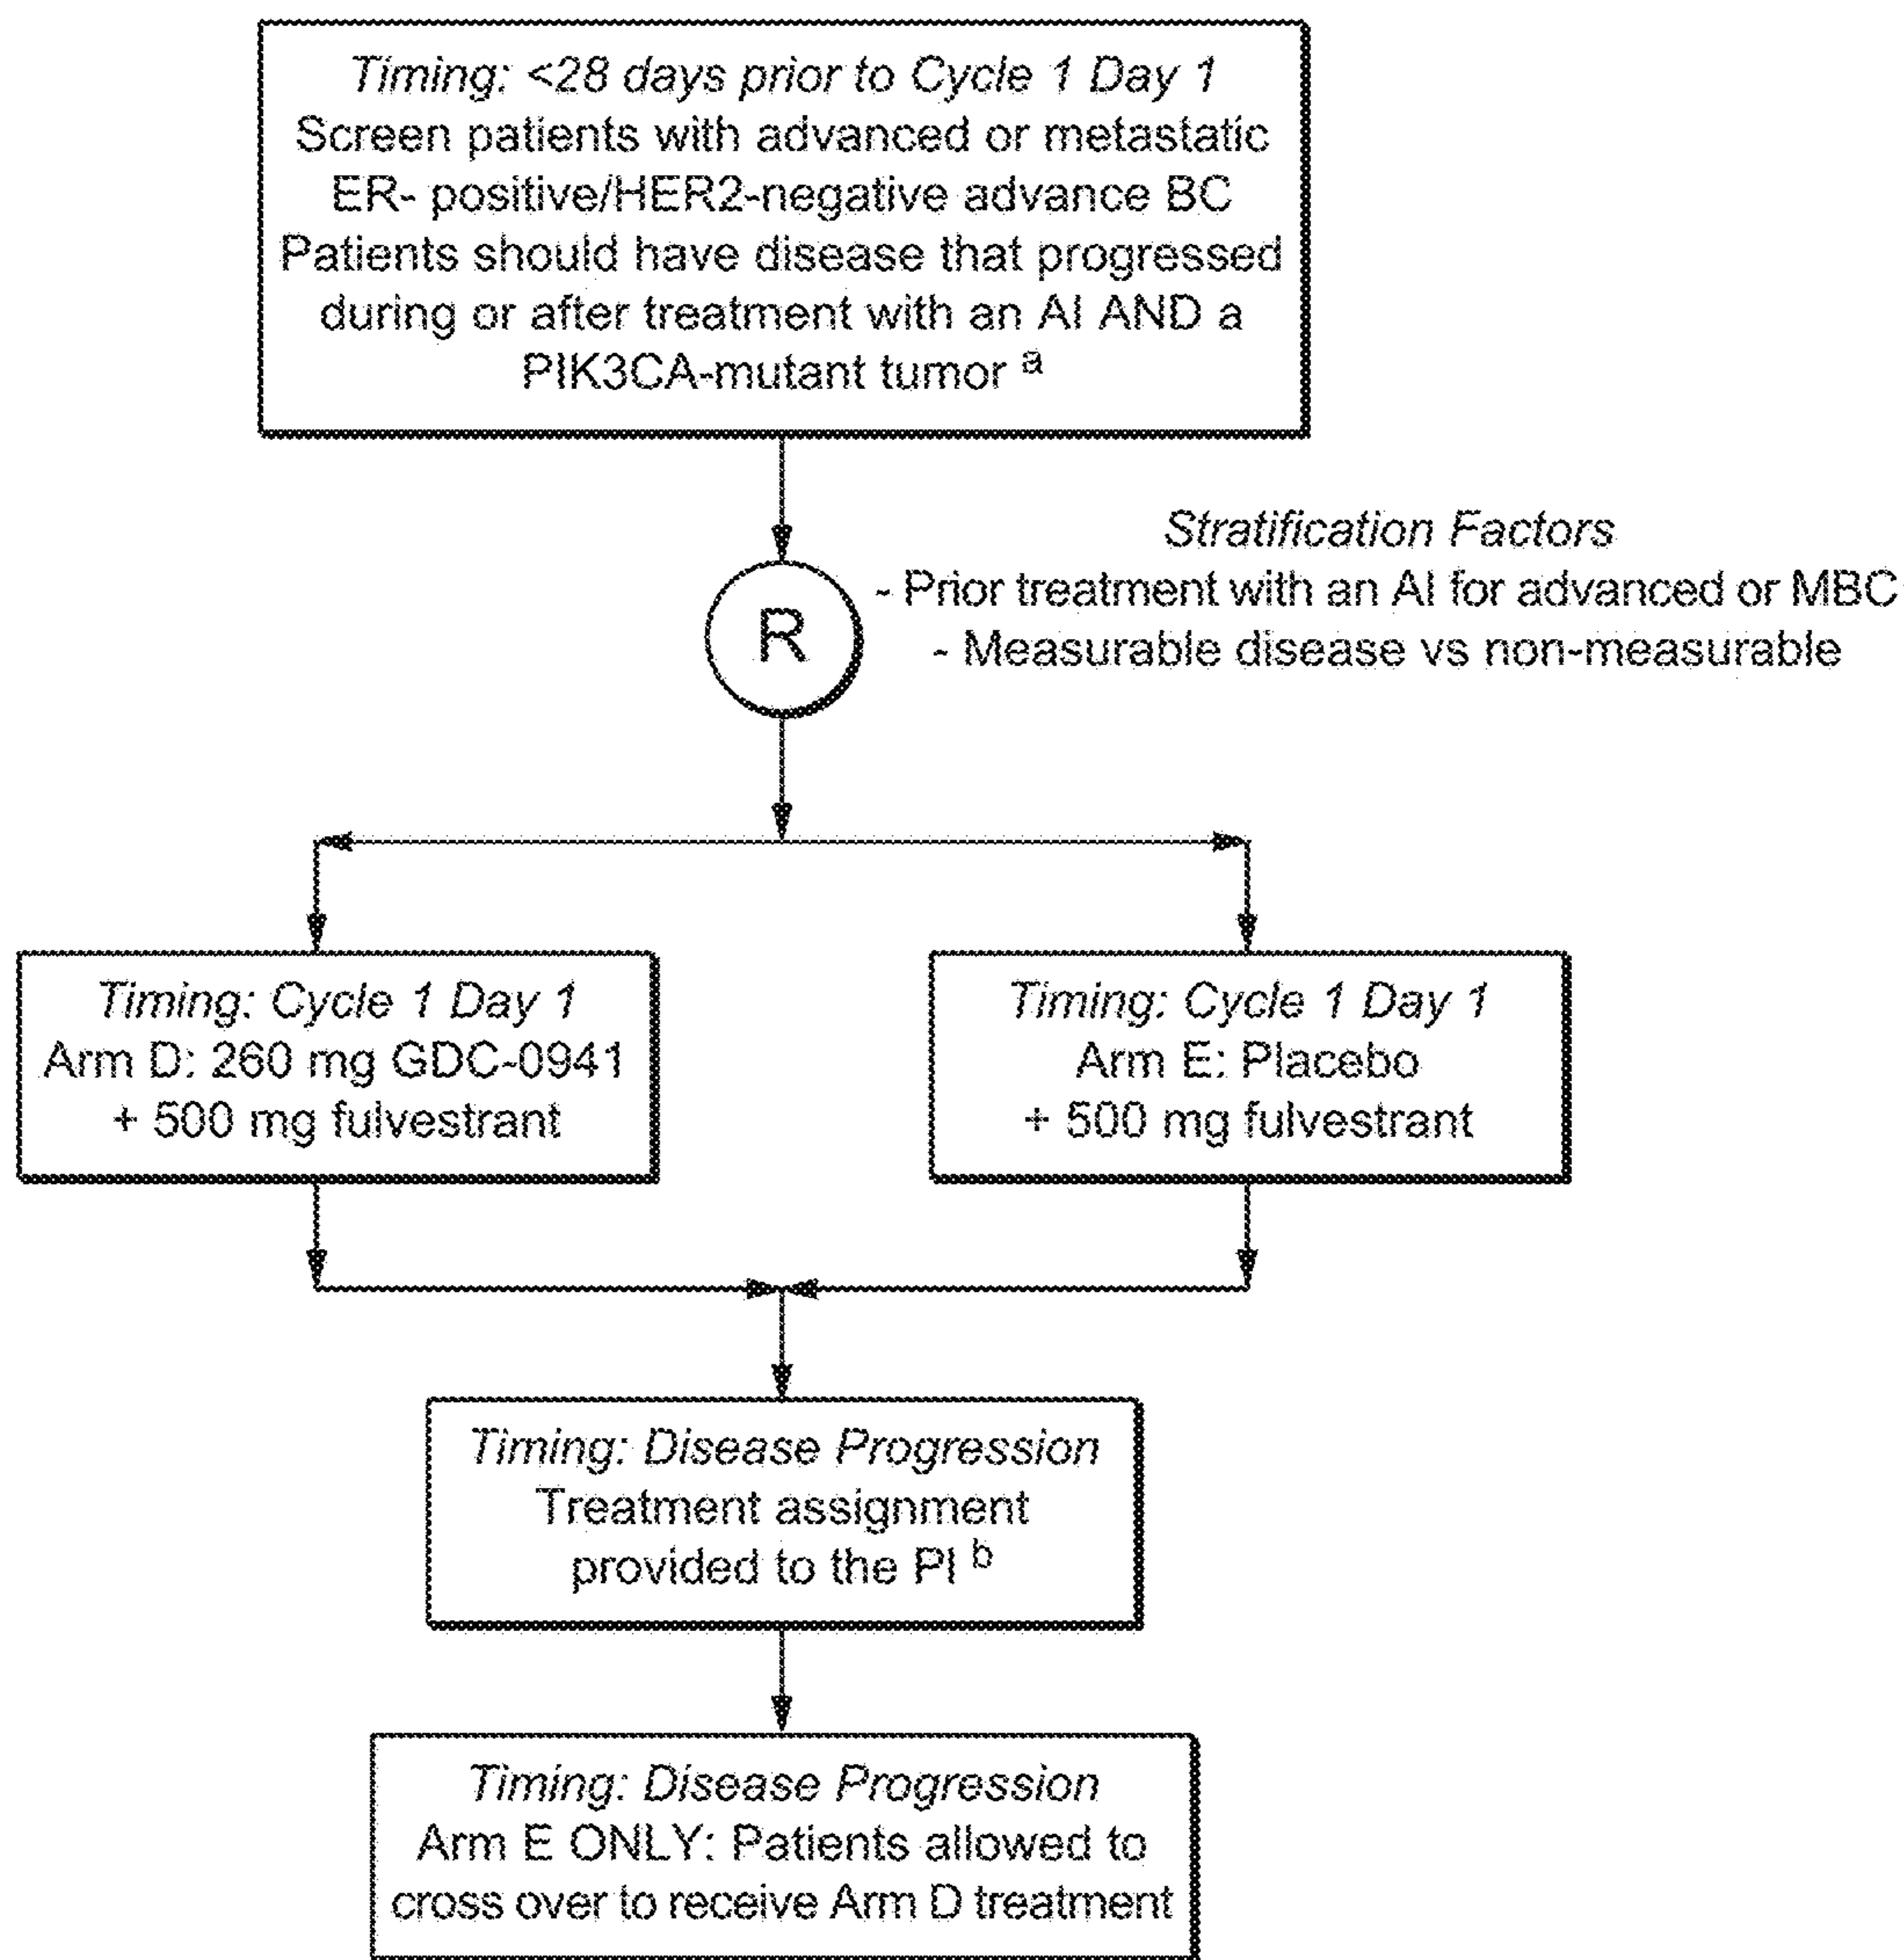 Timing: <28 days prior to Cycle 1 Day 1
Screen patients with advanced or metastatic
ER- positive/HER2-negative advance BC
Patients should have disease that progressed
during or after treatment with an AI AND a
PIK3CA-mutant tumor a
Stratification Factors
- Prior treatment with an AI for advanced or MBC
- Measurable disease vs non-measurable
R
Timing: Cycle 1 Day 1
Arm D: 260 mg GDC-0941
+ 500 mg fulvestrant
Timing: Cycle 1 Day 1
Arm E: Placebo
+ 500 mg fulvestrant
Timing: Disease Progression
Treatment assignment
provided to the PI b
Timing: Disease Progression
Arm E ONLY: Patients allowed to
cross over to receive Arm D treatment